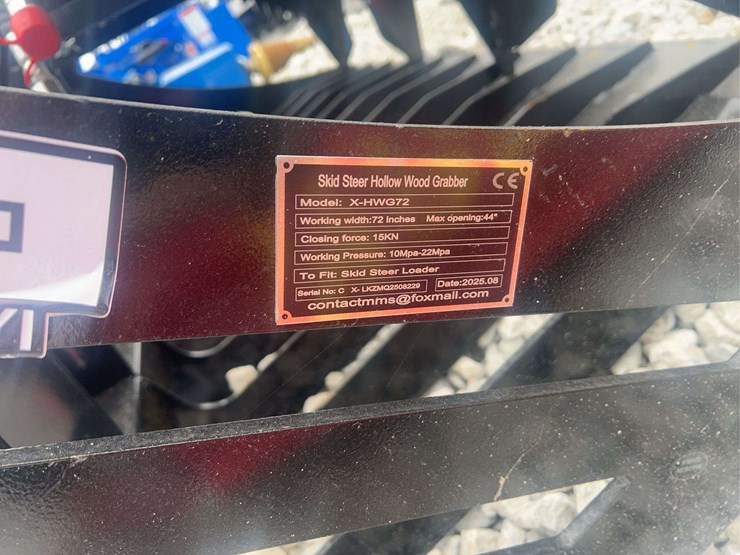 Skid Steer Hollow Wood Grabber CE
Model: X-HWG72
Working width:72 inches Max opening:44"
Closing force: 15KN
Working Pressure: 10Mpa-22Mpa
To Fit: Skid Steer Loader
Serial No: C X- LKZMQ2508229 Date:2025.08
contactmms@foxmail.com